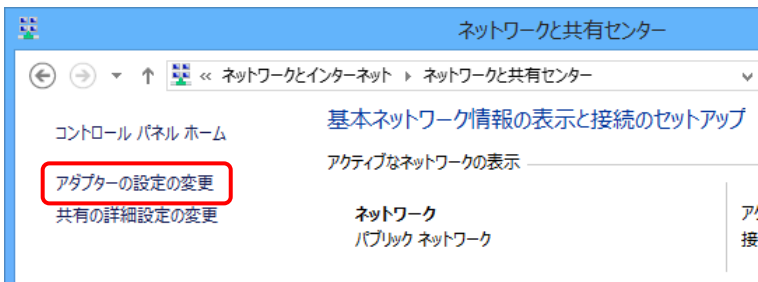 ネットワークと共有センター
« ネットワークとインターネット ▸ ネットワークと共有センター
コントロール パネル ホーム
アダプターの設定の変更
共有の詳細設定の変更
基本ネットワーク情報の表示と接続のセットアップ
アクティブなネットワークの表示
ネットワーク
パブリック ネットワーク
接